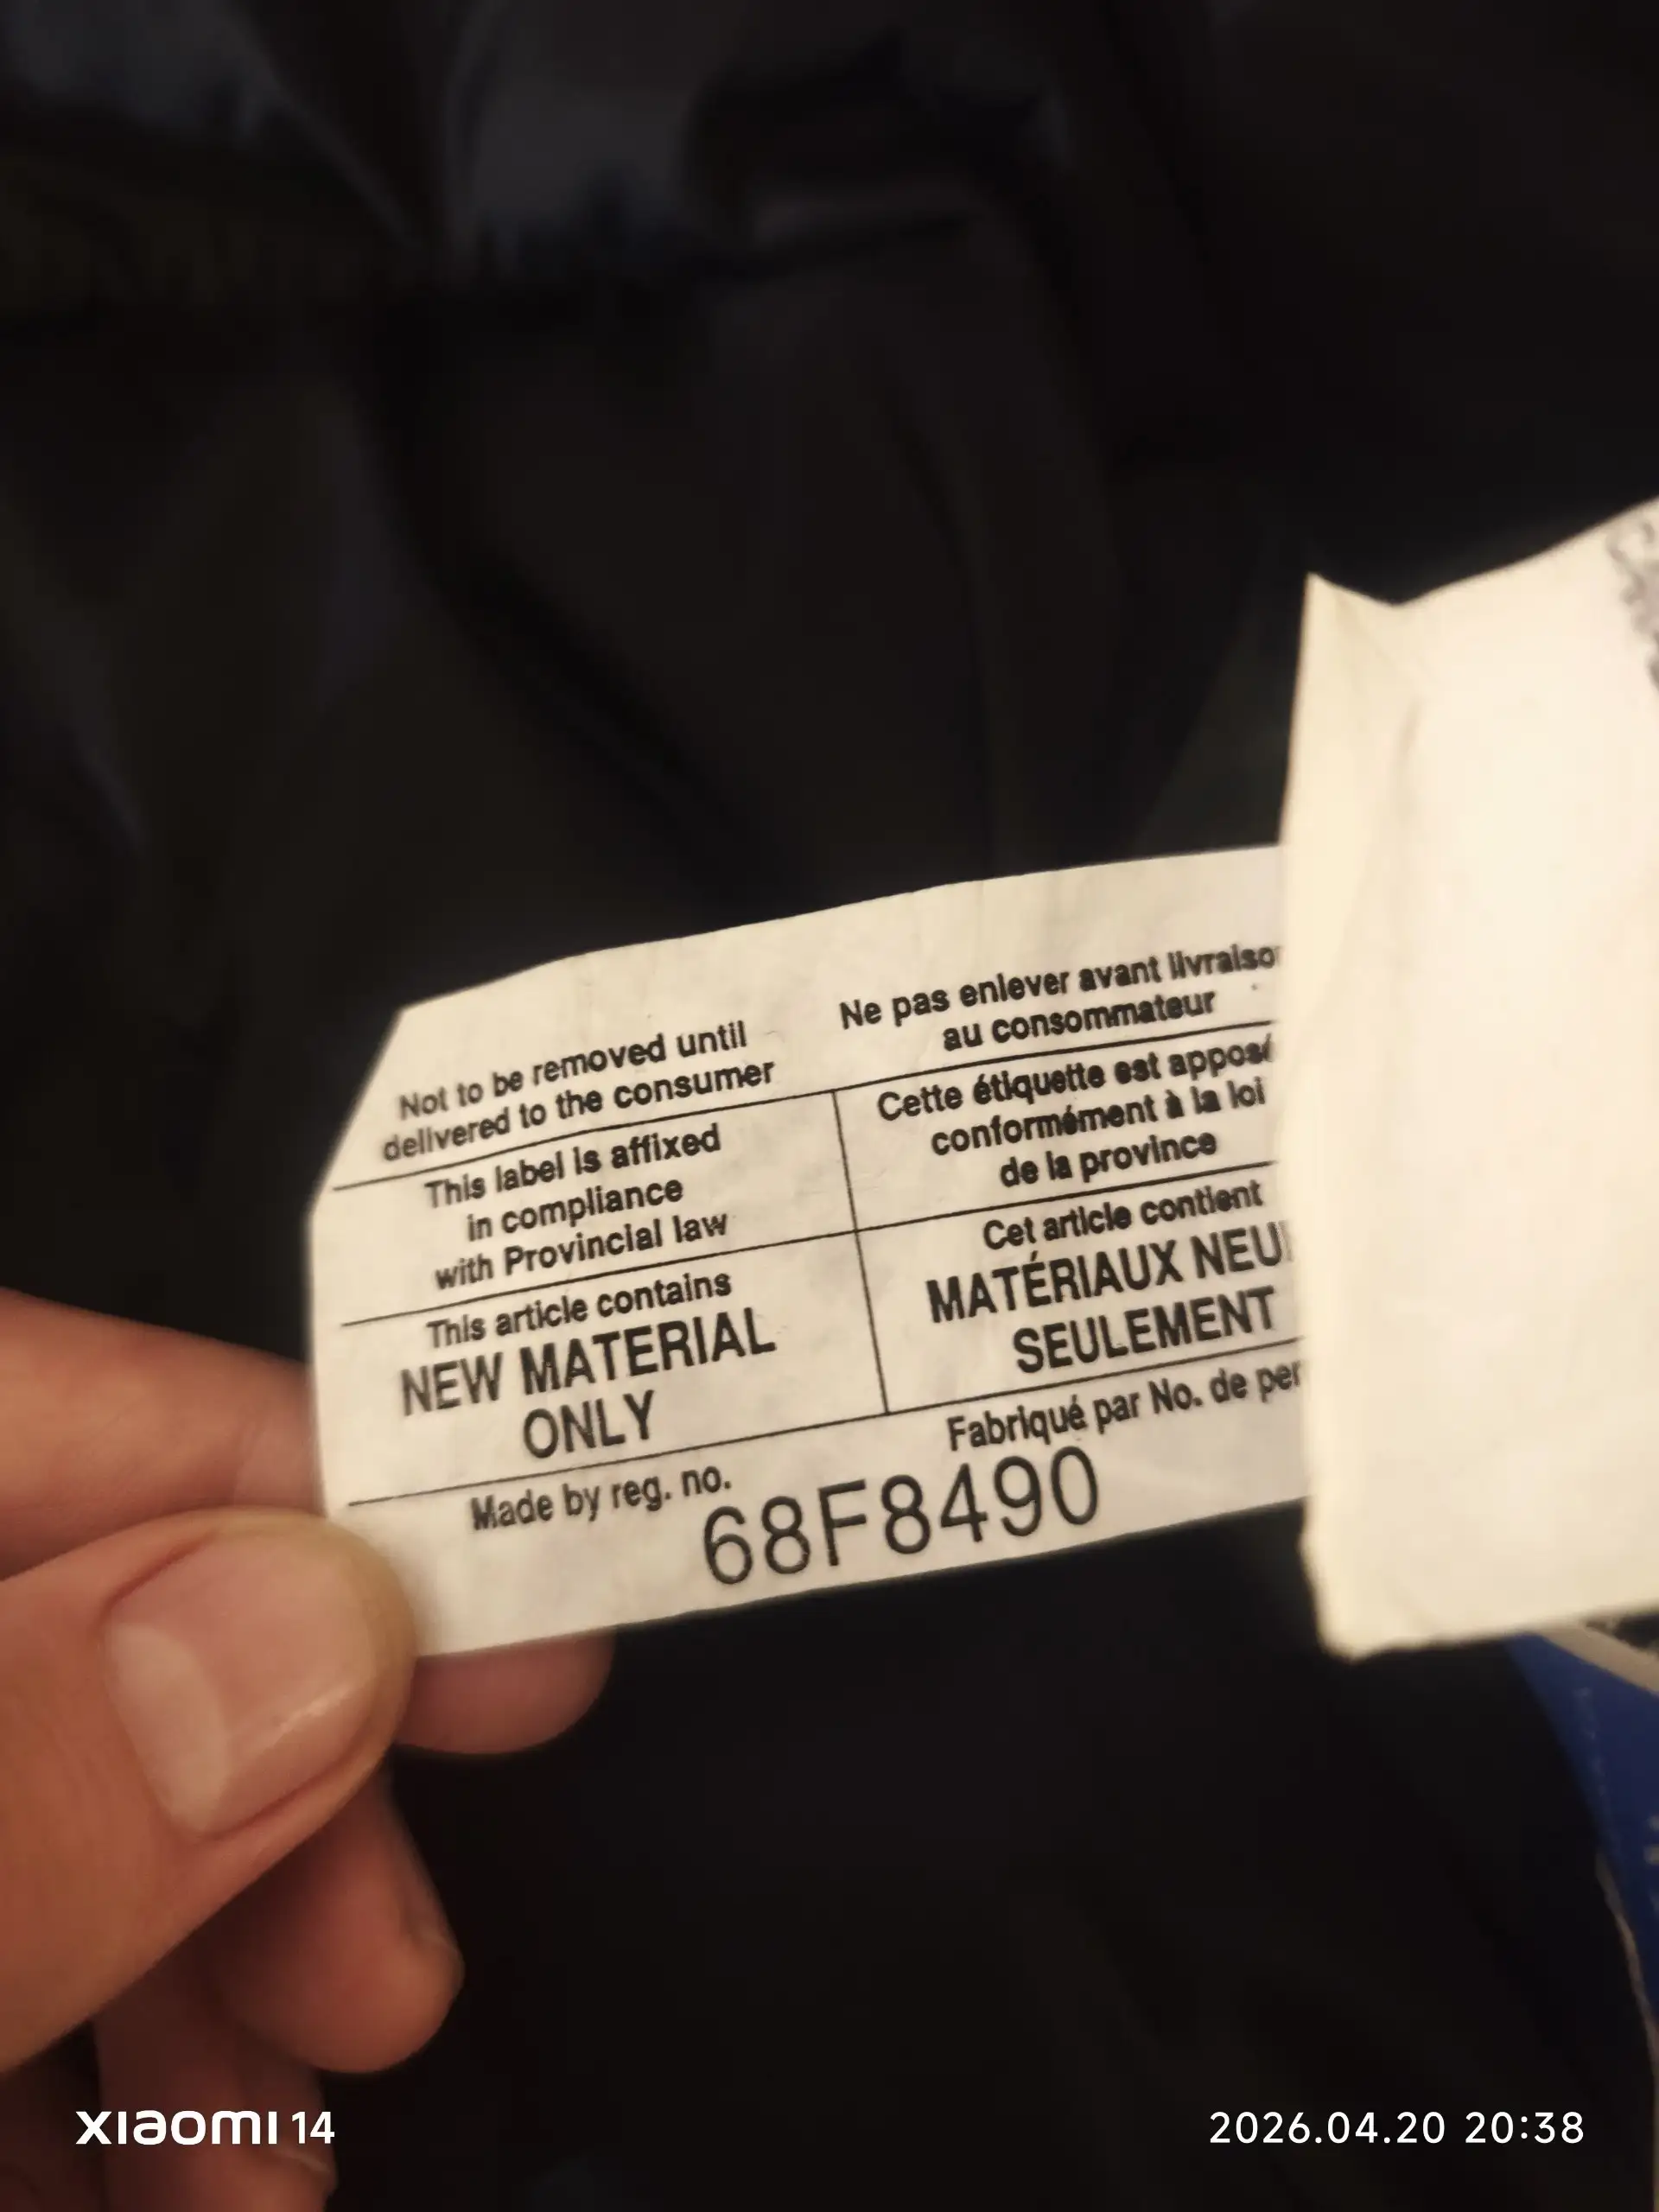 Not to be removed until
delivered to the consumer
Ne pas enlever avant
au consommateur
This label is affixed
in compliance
with Provincial law
Cette étiquette est
conformément à la loi
de la province
This article contains
NEW MATERIAL
ONLY
Cet article contient
MATÉRIAUX
SEULEMENT
Made by reg. no.
Fabriqué par No. de
68F8490
XIAOMI 14
2026.04.20 20:38